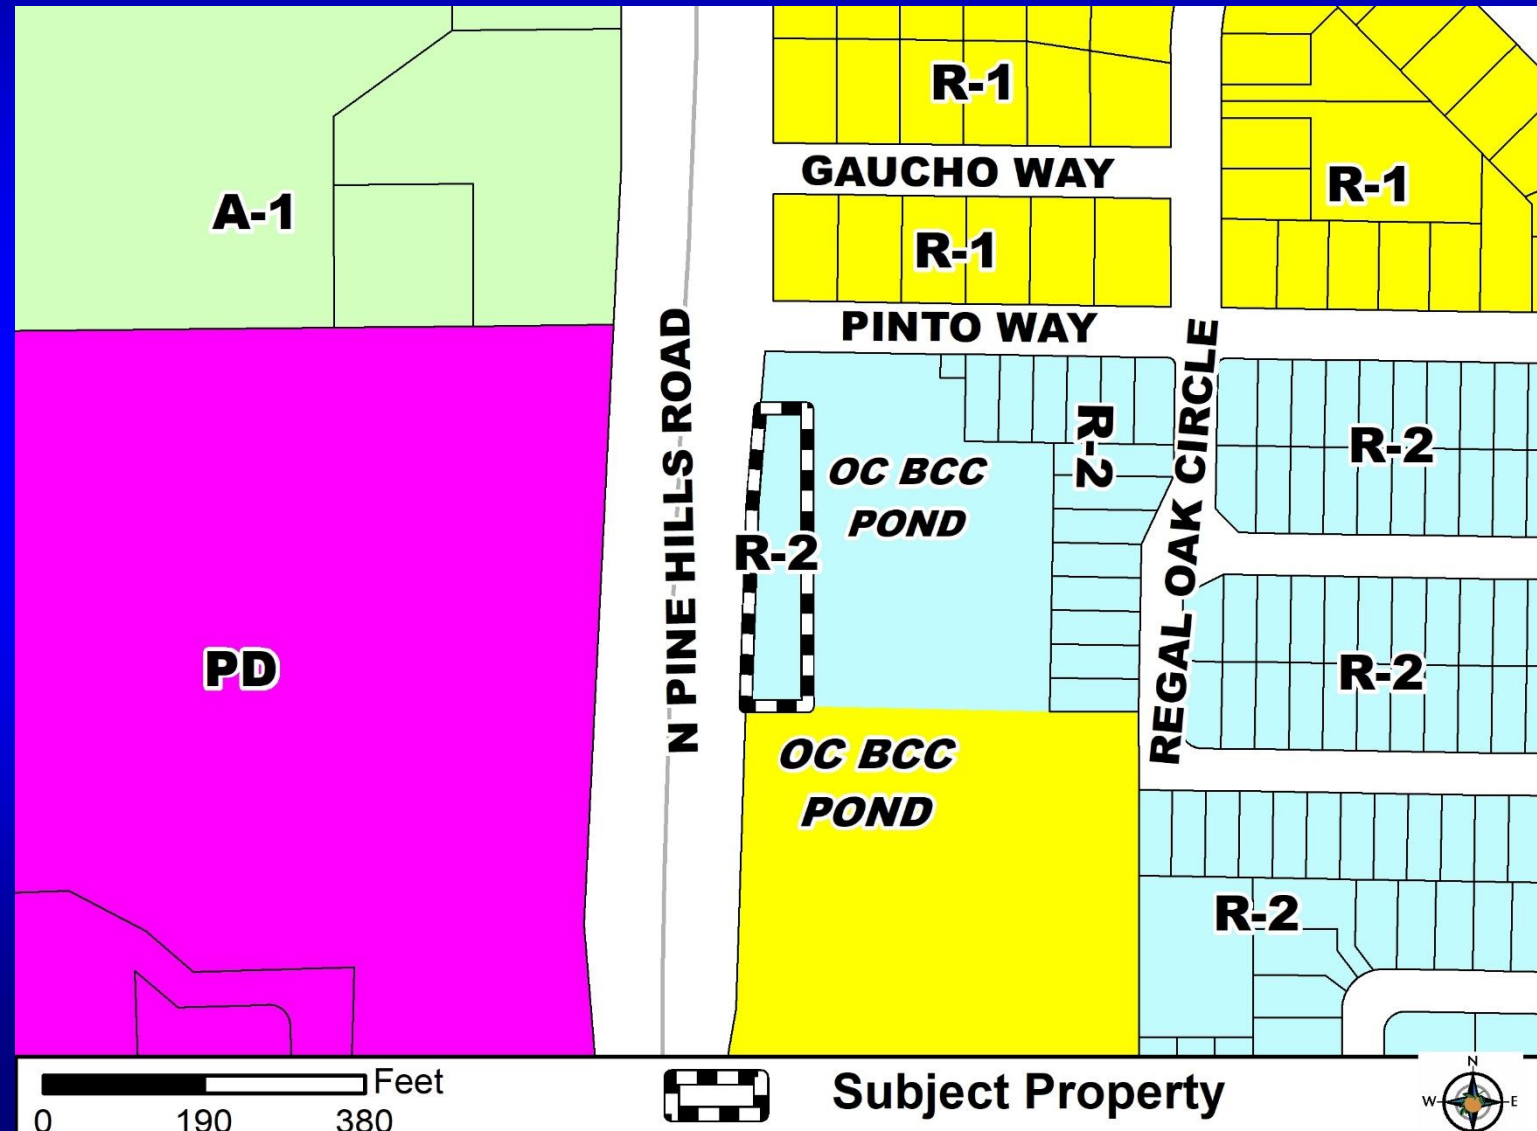 R-1
GAUCHO WAY
R-1
A-1
R-1
PINTO WAY
N PINE HILLS ROAD
REGAL OAK CIRCLE
R-2
R-2
OC BCC
POND
R-2
PD
R-2
OC BCC
POND
R-2
Feet
0 190 380
Subject Property
N
W E